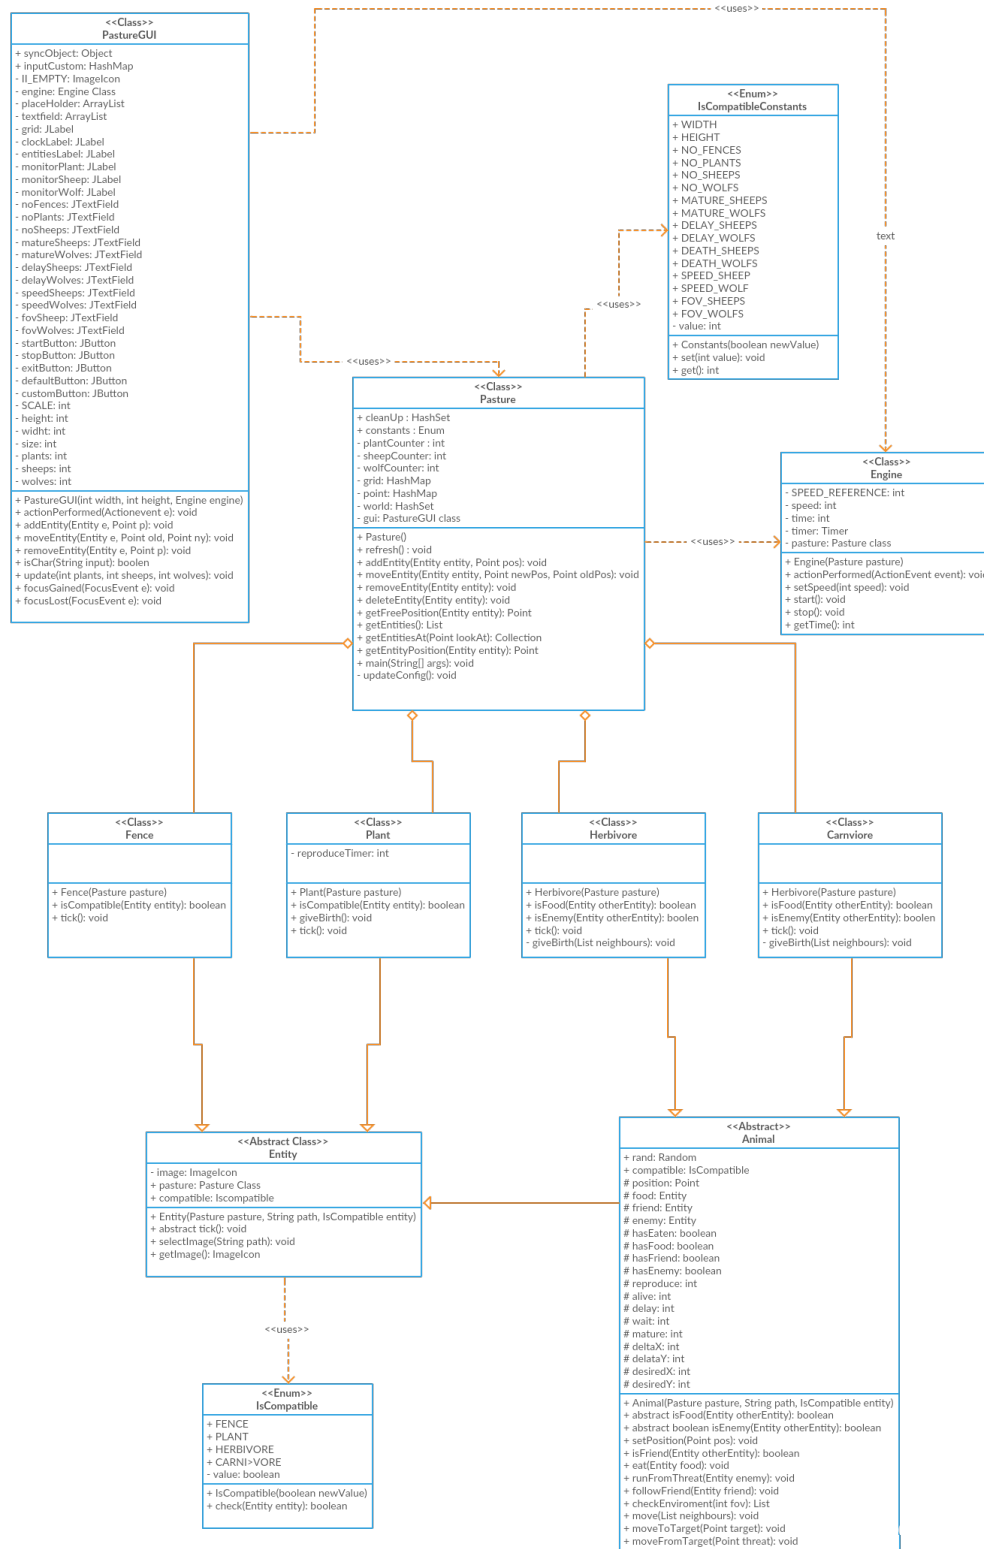 <<Class>>
PastureGUI
+ syncObject: Object
+ inputCustom: HashMap
- II_EMPTY: ImageIcon
- engine: Engine Class
- placeHolder: ArrayList
- textfield: ArrayList
- grid: JLabel
- clockLabel: JLabel
- entitiesLabel: JLabel
- monitorPlant: JLabel
- monitorSheep: JLabel
- monitorWolf: JLabel
- noFences: JTextField
- noPlants: JTextField
- noSheeps: JTextField
- matureSheeps: JTextField
- matureWolves: JTextField
- delaySheeps: JTextField
- delayWolves: JTextField
- speedSheeps: JTextField
- speedWolves: JTextField
- fovSheep: JTextField
- fovWolves: JTextField
- startButton: JButton
- stopButton: JButton
- exitButton: JButton
- defaultButton: JButton
- customButton: JButton
- SCALE: int
- height: int
- widht: int
- size: int
- plants: int
- sheeps: int
- wolves: int
+ PastureGUI(int width, int height, Engine engine)
+ actionPerformed(Actionevent e): void
+ addEntity(Entity e, Point p): void
+ moveEntity(Entity e, Point old, Point ny): void
+ removeEntity(Entity e, Point p): void
+ isChar(String input): boolen
+ update(int plants, int sheeps, int wolves): void
+ focusGained(FocusEvent e): void
+ focusLost(FocusEvent e): void
<<uses>>
<<Enum>>
IsCompatibleConstants
+ WIDTH
+ HEIGHT
+ NO_FENCES
+ NO_PLANTS
+ NO_SHEEPS
+ NO_WOLFS
+ MATURE_SHEEPS
+ MATURE_WOLFS
+ DELAY_SHEEPS
+ DELAY_WOLFS
+ DEATH_SHEEPS
+ DEATH_WOLFS
+ SPEED_SHEEP
+ SPEED_WOLF
+ FOV_SHEEPS
+ FOV_WOLFS
- value: int
+ Constants(boolean newValue)
+ set(int value): void
+ get(): int
text
<<uses>>
<<uses>>
<<Class>>
Pasture
+ cleanUp : HashSet
+ constants : Enum
- plantCounter : int
- sheepCounter: int
- wolfCounter: int
- grid: HashMap
- point: HashMap
- world: HashSet
- gui: PastureGUI class
+ Pasture()
+ refresh() : void
+ addEntity(Entity entity, Point pos): void
+ moveEntity(Entity entity, Point newPos, Point oldPos): void
+ removeEntity(Entity entity): void
+ deleteEntity(Entity entity): void
+ getFreePosition(Entity entity): Point
+ getEntities(): List
+ getEntitiesAt(Point lookAt): Collection
+ getEntityPosition(Entity entity): Point
+ main(String[] args): void
- updateConfig(): void
<<uses>>
<<Class>>
Engine
- SPEED_REFERENCE: int
- speed: int
- time: int
- timer: Timer
- pasture: Pasture class
+ Engine(Pasture pasture)
+ actionPerformed(ActionEvent event): void
+ setSpeed(int speed): void
+ start(): void
+ stop(): void
+ getTime(): int
<<Class>>
Fence
+ Fence(Pasture pasture)
+ isCompatible(Entity entity): boolean
+ tick(): void
<<Class>>
Plant
- reproduceTimer: int
+ Plant(Pasture pasture)
+ isCompatible(Entity entity): boolean
+ giveBirth(): void
+ tick(): void
<<Class>>
Herbivore
+ Herbivore(Pasture pasture)
+ isFood(Entity otherEntity): boolean
+ isEnemy(Entity otherEntity): boolen
+ tick(): void
- giveBirth(List neighbours): void
<<Class>>
Carnviore
+ Herbivore(Pasture pasture)
+ isFood(Entity otherEntity): boolean
+ isEnemy(Entity otherEntity): boolen
+ tick(): void
- giveBirth(List neighbours): void
<<Abstract Class>>
Entity
- image: ImageIcon
+ pasture: Pasture Class
+ compatible: Iscompatible
+ Entity(Pasture pasture, String path, IsCompatible entity)
+ abstract tick(): void
+ selectImage(String path): void
+ getImage(): ImageIcon
<<uses>>
<<Enum>>
IsCompatible
+ FENCE
+ PLANT
+ HERBIVORE
+ CARNI>VORE
- value: boolean
+ IsCompatible(boolean newValue)
+ check(Entity entity): boolean
<<Abstract>>
Animal
+ rand: Random
+ compatible: IsCompatible
# position: Point
# food: Entity
# friend: Entity
# enemy: Entity
# hasEaten: boolean
# hasFood: boolean
# hasFriend: boolean
# hasEnemy: boolean
# reproduce: int
# alive: int
# delay: int
# wait: int
# mature: int
# deltaX: int
# delataY: int
# desiredX: int
# desiredY: int
+ Animal(Pasture pasture, String path, IsCompatible entity)
+ abstract isFood(Entity otherEntity): boolean
+ abstract boolean isEnemy(Entity otherEntity): boolean
+ setPosition(Point pos): void
+ isFriend(Entity otherEntity): boolean
+ eat(Entity food): void
+ runFromThreat(Entity enemy): void
+ followFriend(Entity friend): void
+ checkEnviroment(int fov): List
+ move(List neighbours): void
+ moveToTarget(Point target): void
+ moveFromTarget(Point threat): void